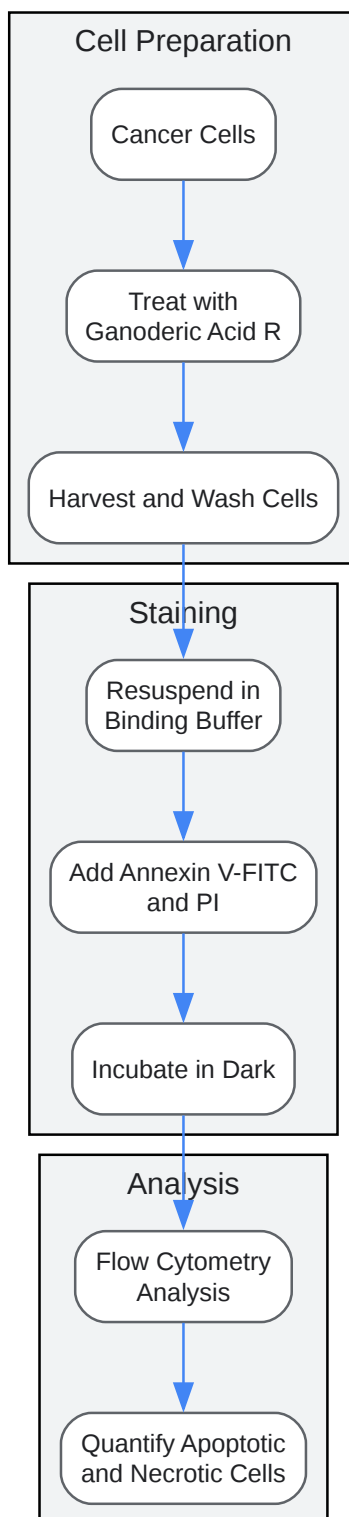 Cell Preparation
Cancer Cells
Treat with
Ganoderic Acid R
Harvest and Wash Cells
Staining
Resuspend in
Binding Buffer
Add Annexin V-FITC
and PI
Incubate in Dark
Analysis
Flow Cytometry
Analysis
Quantify Apoptotic
and Necrotic Cells